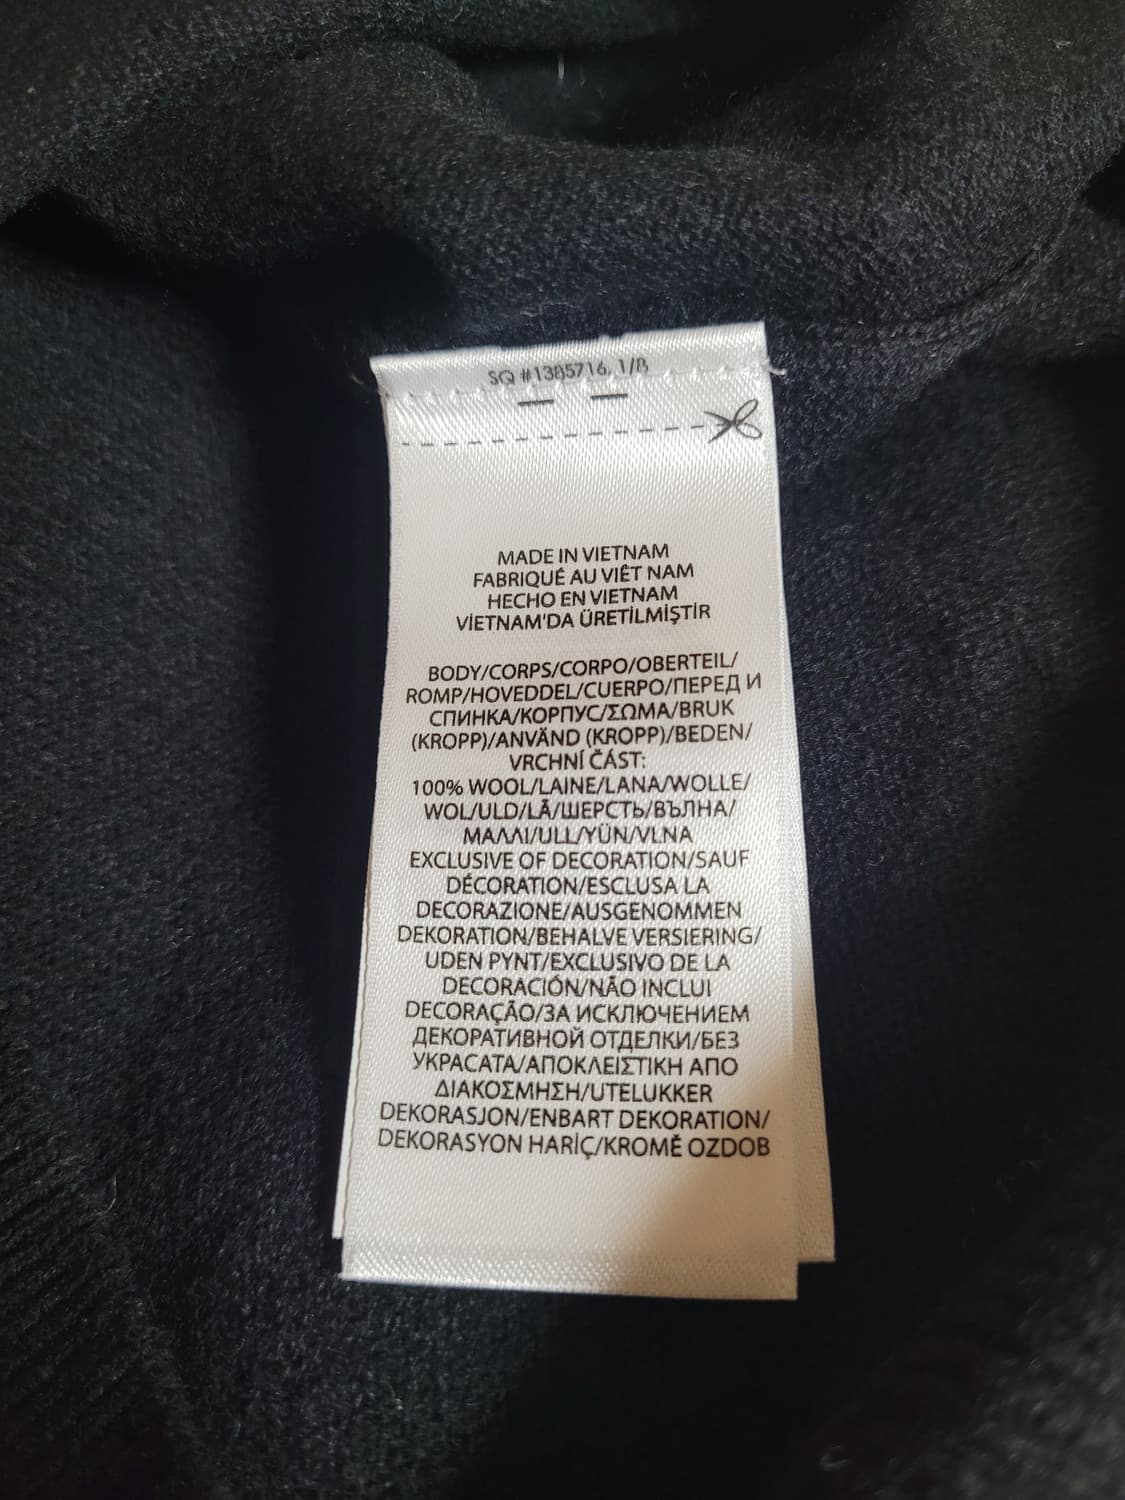 SQ #1385716, 1/8
MADE IN VIETNAM
FABRIQUÉ AU VIÊT NAM
HECHO EN VIETNAM
VİETNAM'DA ÜRETİLMİŞTİR
BODY/CORPS/CORPO/OBERTEIL/
ROMP/HOVEDDEL/CUERPO/ПЕРЕД И
СПИНКА/КОРПУС/ΣΩΜΑ/BRUK
(KROPP)/ANVÄND (KROPP)/BEDEN/
VRCHNÍ ČÁST:
100% WOOL/LAINE/LANA/WOLLE/
WOL/ULD/LÃ/ШЕРСТЬ/ВЪЛНА/
ΜΑΛΛΙ/ULL/YÜN/VLNA
EXCLUSIVE OF DECORATION/SAUF
DÉCORATION/ESCLUSA LA
DECORAZIONE/AUSGENOMMEN
DEKORATION/BEHALVE VERSIERING/
UDEN PYNT/EXCLUSIVO DE LA
DECORACIÓN/NÃO INCLUI
DECORAÇÃO/ЗА ИСКЛЮЧЕНИЕМ
ДЕКОРАТИВНОЙ ОТДЕЛКИ/БЕЗ
УКРАСАТА/ΑΠΟΚΛΕΙΣΤΙΚΗ ΑΠΟ
ΔΙΑΚΟΣΜΗΣΗ/UTELUKKER
DEKORASJON/ENBART DEKORATION/
DEKORASYON HARİÇ/KROMĚ OZDOB